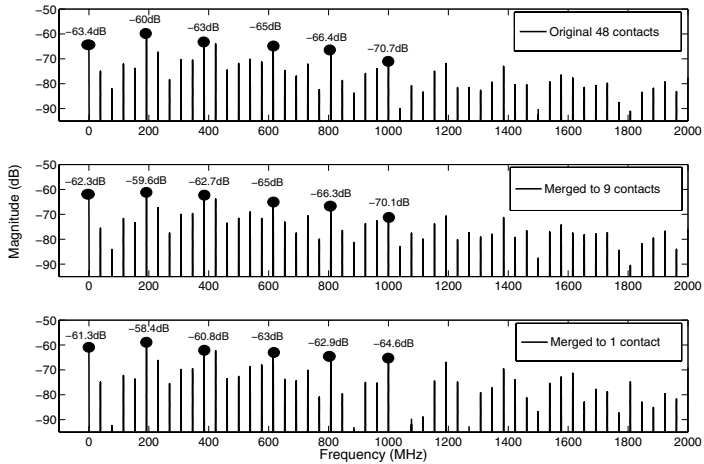 −50
−60
−70
−80
−90
−63.4dB
−60dB
−63dB
−65dB
−66.4dB
−70.7dB
Original 48 contacts
0 200 400 600 800 1000 1200 1400 1600 1800 2000
Magnitude (dB)
−50
−60
−70
−80
−90
−62.3dB
−59.6dB
−62.7dB
−65dB
−66.3dB
−70.1dB
Merged to 9 contacts
0 200 400 600 800 1000 1200 1400 1600 1800 2000
−50
−60
−70
−80
−90
−61.3dB
−58.4dB
−60.8dB
−63dB
−62.9dB
−64.6dB
Merged to 1 contact
0 200 400 600 800 1000 1200 1400 1600 1800 2000
Frequency (MHz)